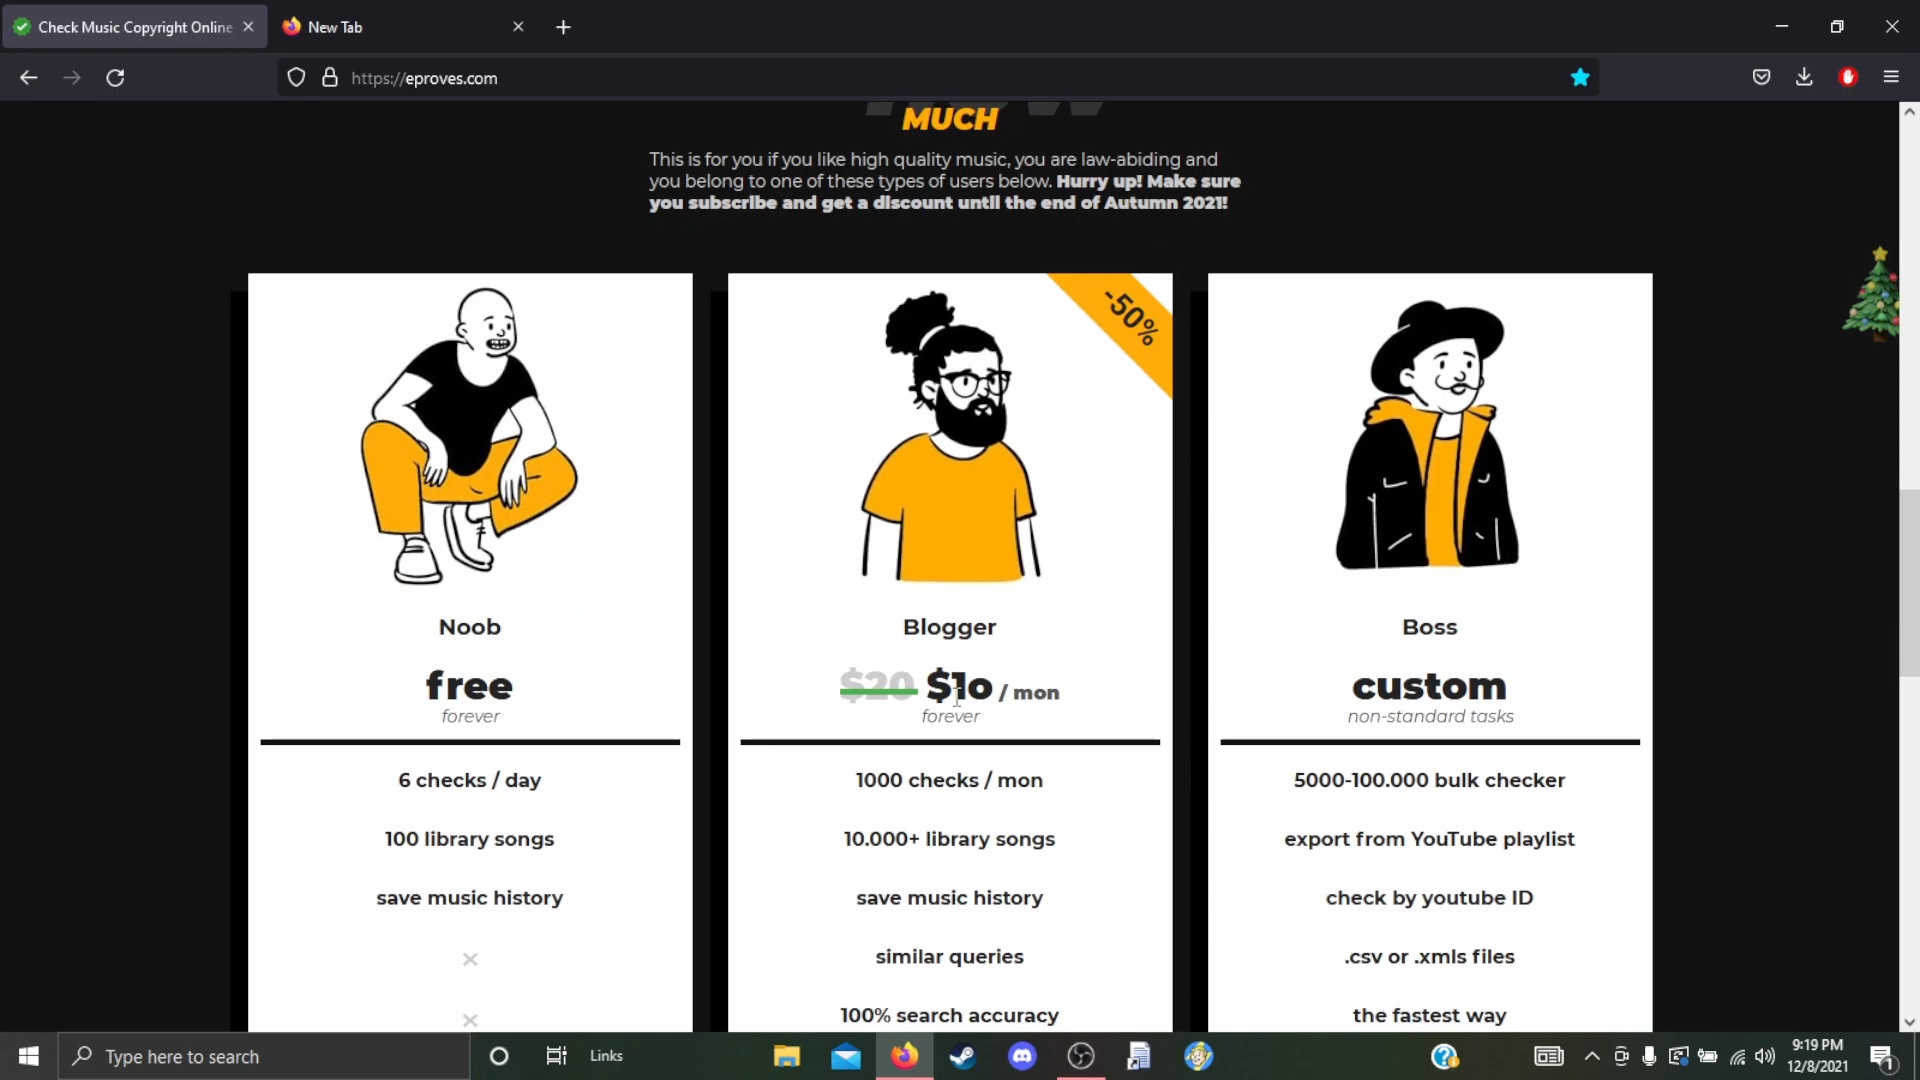 Check Music Copyright Online
New Tab
https://eproves.com
MUCH
This is for you if you like high quality music, you are law-abiding and
you belong to one of these types of users below. Hurry up! Make sure
you subscribe and get a discount until the end of Autumn 2021!
-50%
Noob
free
forever
6 checks / day
100 library songs
save music history
×
×
Blogger
$20 $10 / mon
forever
1000 checks / mon
10.000+ library songs
save music history
similar queries
100% search accuracy
Boss
custom
non-standard tasks
5000-100.000 bulk checker
export from YouTube playlist
check by youtube ID
.csv or .xmls files
the fastest way
Type here to search
Links
9:19 PM
12/8/2021
1